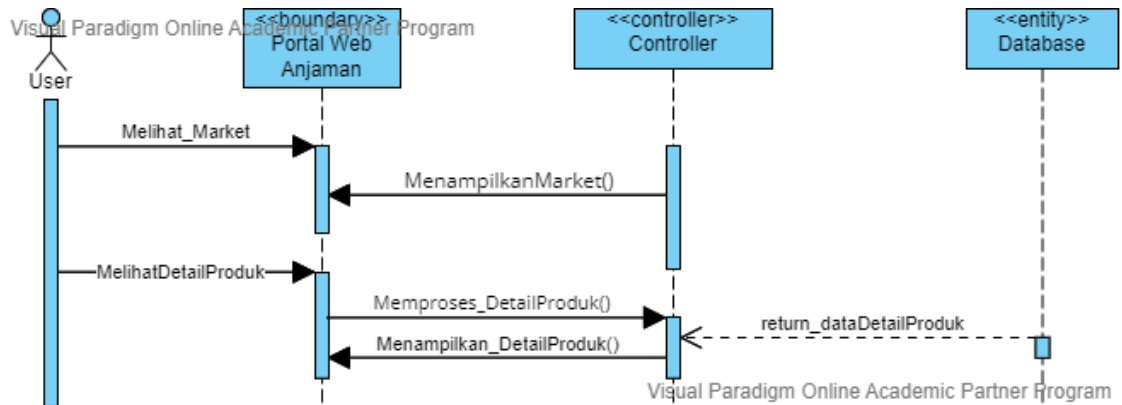 Visual Paradigm Online Academic Partner Program
User
<<boundary>>
Portal Web
Anjaman
<<controller>>
Controller
<<entity>>
Database
Melihat_Market
MenampilkanMarket()
MelihatDetailProduk
Memproses_DetailProduk()
return_dataDetailProduk
Menampilkan_DetailProduk()
Visual Paradigm Online Academic Partner Program